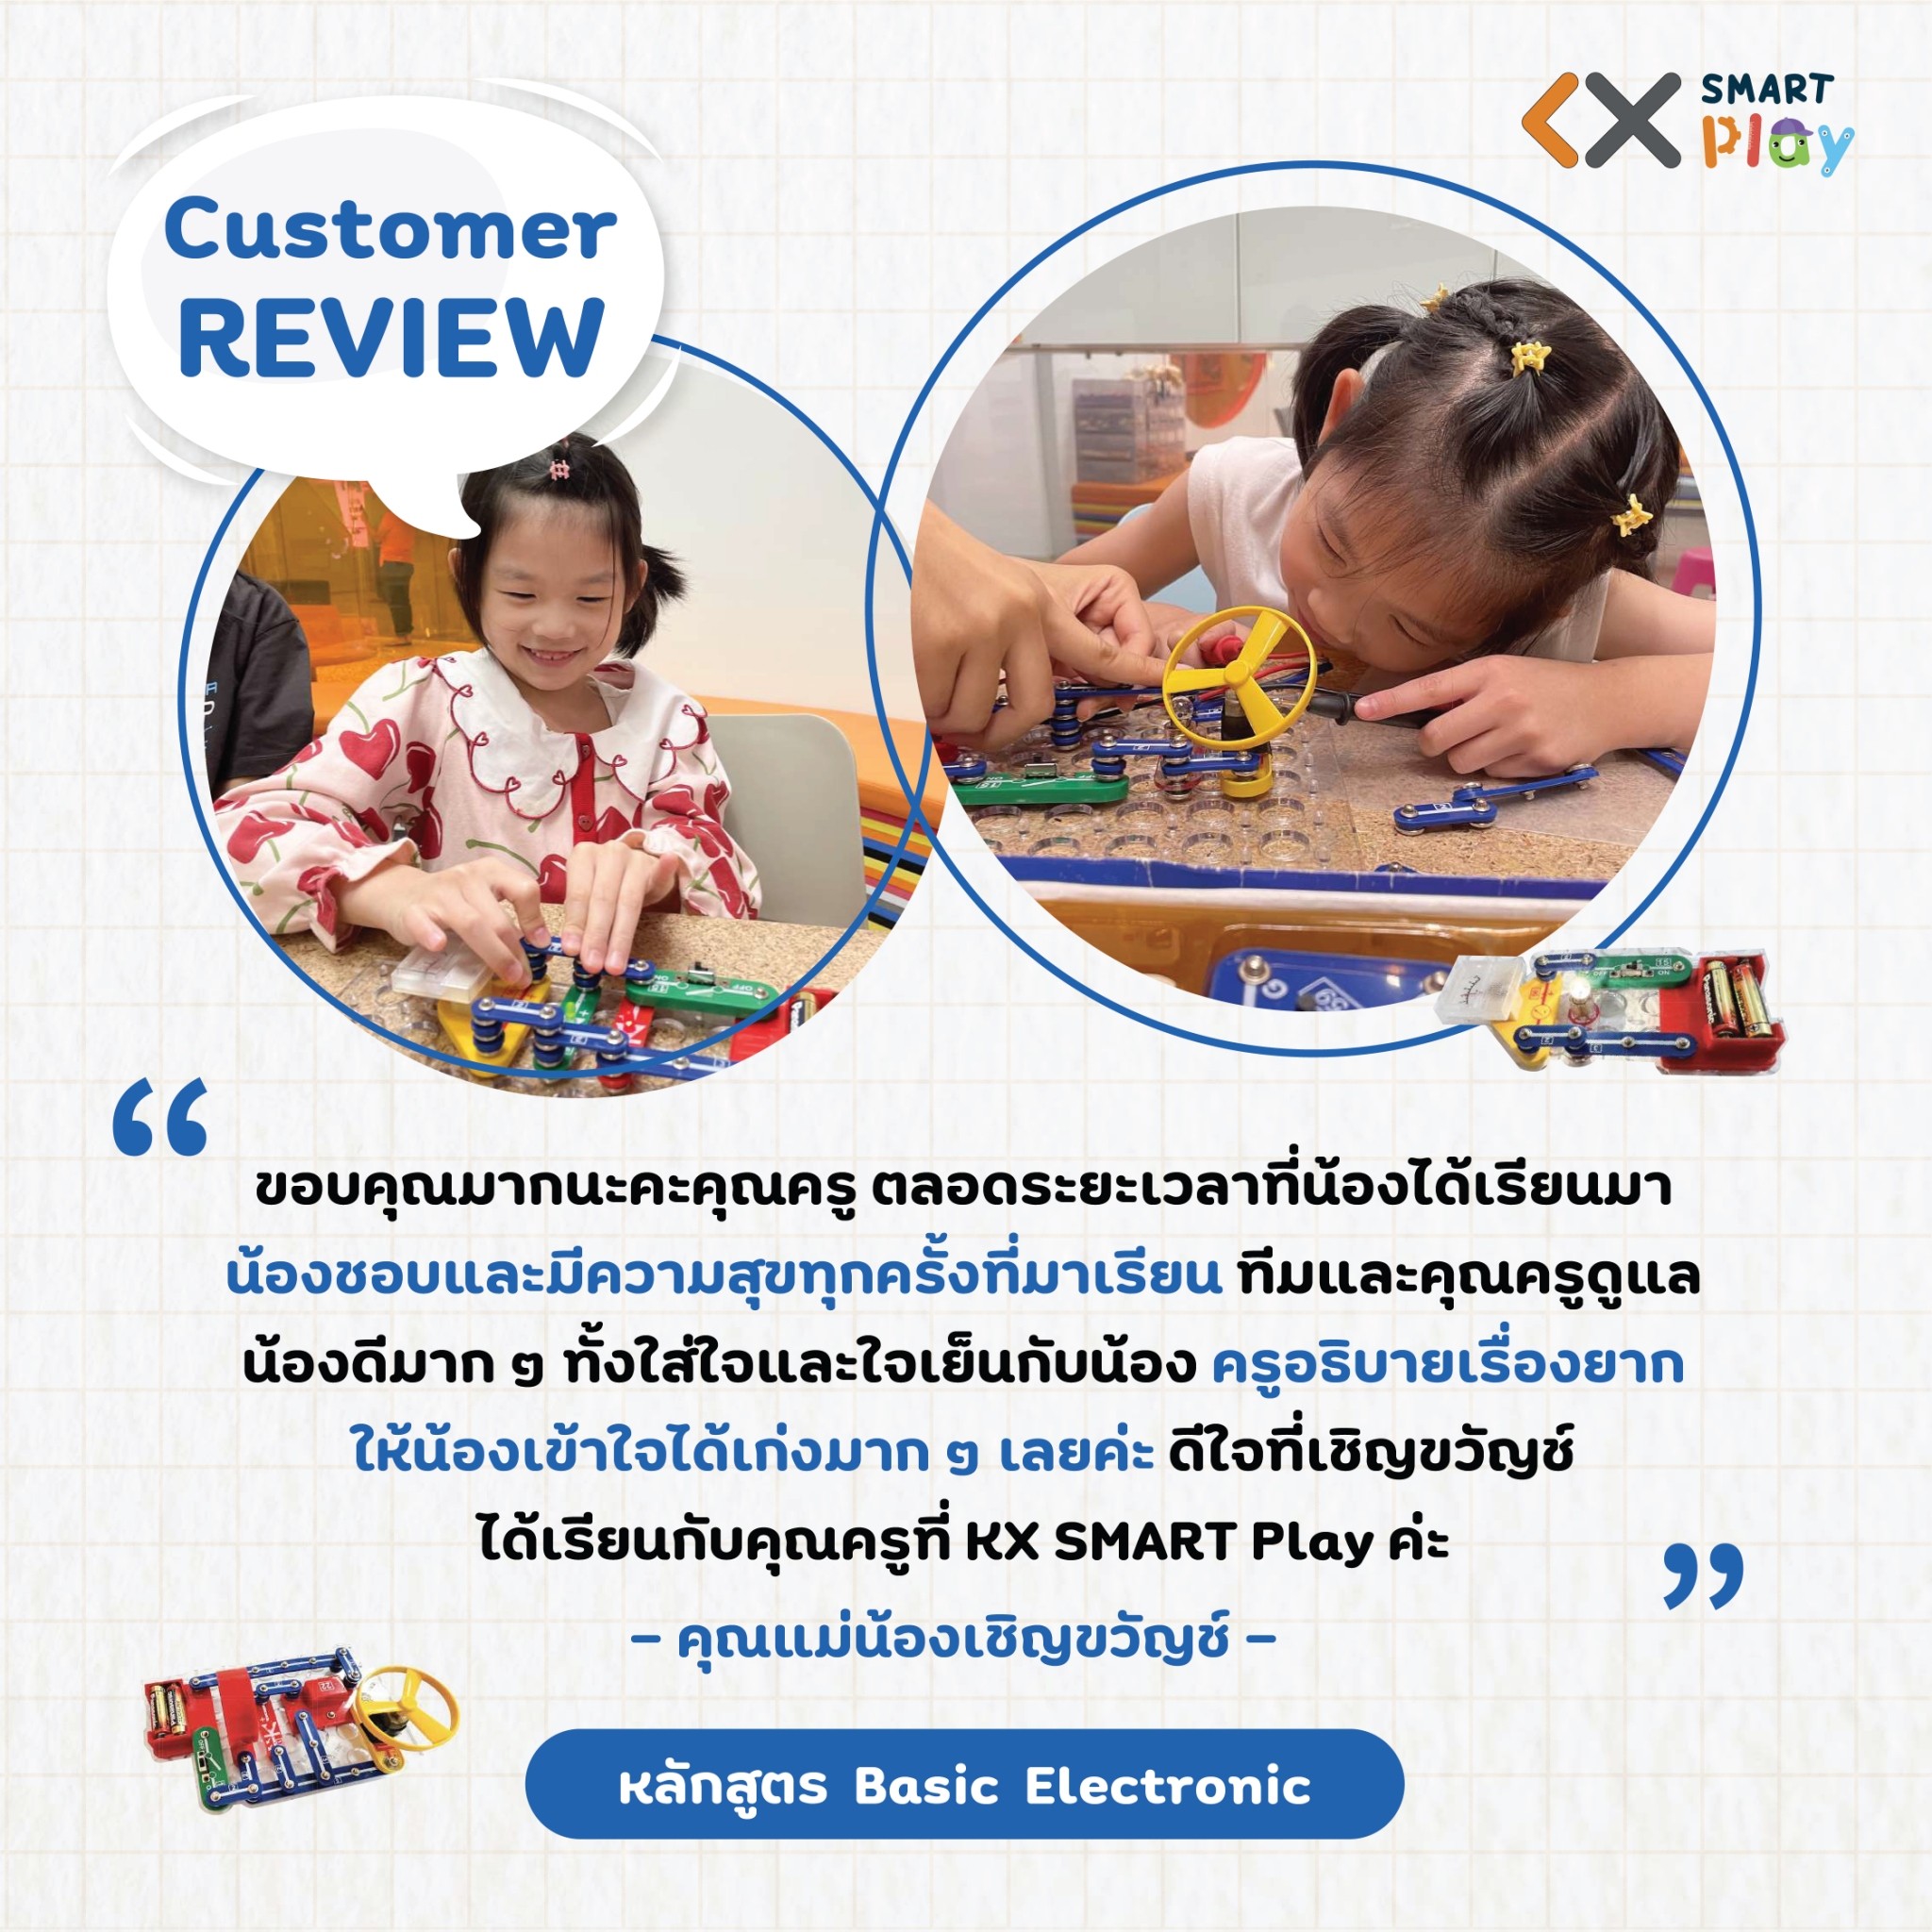 KX SMART
Play
Customer
REVIEW
ขอบคุณมากนะคะคุณครู ตลอดระยะเวลาที่น้องได้เรียนมา
น้องชอบและมีความสุขทุกครั้งที่มาเรียน ทีมและคุณครูดูแล
น้องดีมาก ๆ ทั้งใส่ใจและใจเย็นกับน้อง ครูอธิบายเรื่องยาก
ให้น้องเข้าใจได้เก่งมาก ๆ เลยค่ะ ดีใจที่เชิญขวัญช์
ได้เรียนกับคุณครูที่ KX SMART Play ค่ะ
– คุณแม่น้องเชิญขวัญช์ –
หลักสูตร Basic Electronic